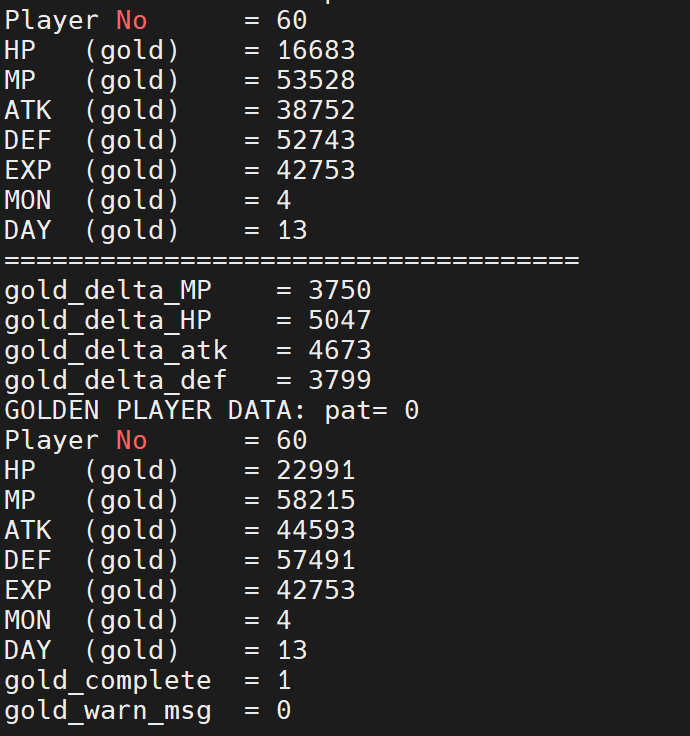 Player No      = 60
HP   (gold)    = 16683
MP   (gold)    = 53528
ATK  (gold)    = 38752
DEF  (gold)    = 52743
EXP  (gold)    = 42753
MON  (gold)    = 4
DAY  (gold)    = 13
====================================
gold_delta_MP    = 3750
gold_delta_HP    = 5047
gold_delta_atk   = 4673
gold_delta_def   = 3799
GOLDEN PLAYER DATA: pat= 0
Player No      = 60
HP   (gold)    = 22991
MP   (gold)    = 58215
ATK  (gold)    = 44593
DEF  (gold)    = 57491
EXP  (gold)    = 42753
MON  (gold)    = 4
DAY  (gold)    = 13
gold_complete  = 1
gold_warn_msg  = 0